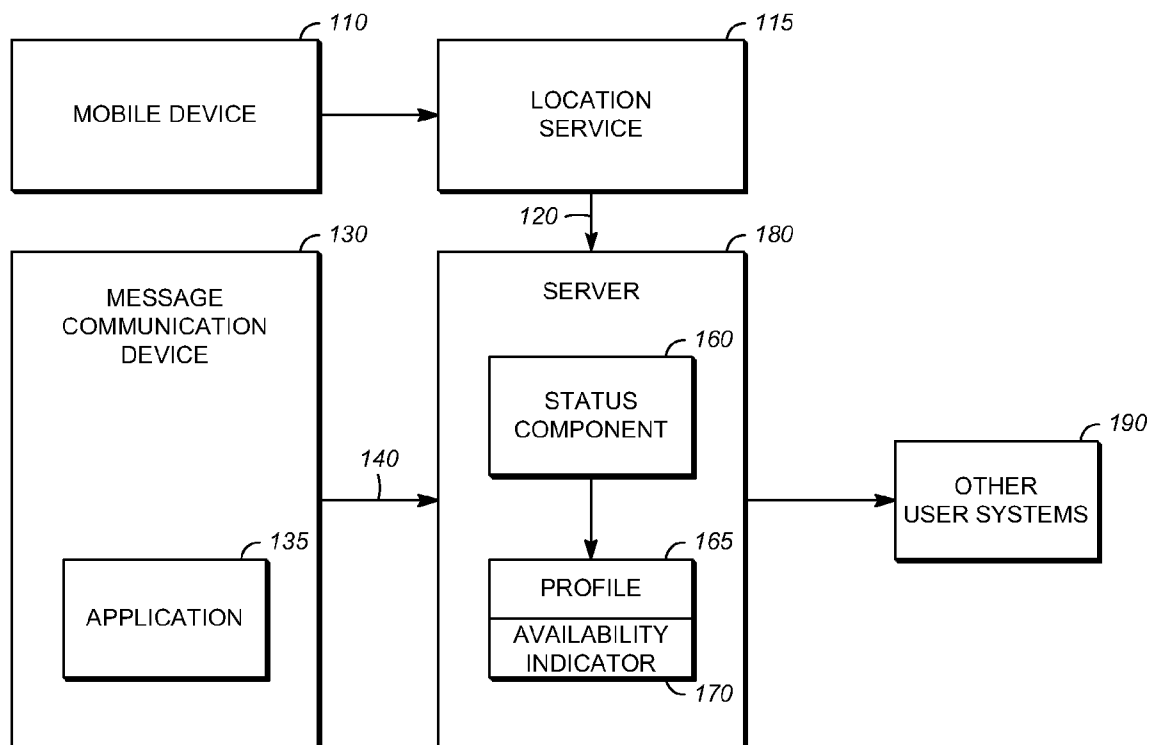 110
MOBILE DEVICE
115
LOCATION
SERVICE
120
130
MESSAGE
COMMUNICATION
DEVICE
135
APPLICATION
140
180
SERVER
160
STATUS
COMPONENT
165
PROFILE
AVAILABILITY
INDICATOR
170
190
OTHER
USER SYSTEMS